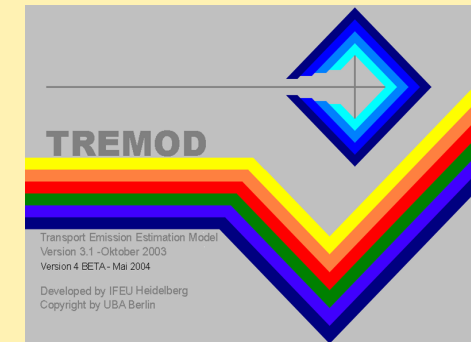 TREMOD
Transport Emission Estimation Model
Version 3.1 -Oktober 2003
Version 4 BETA - Mai 2004
Developed by IFEU Heidelberg
Copyright by UBA Berlin